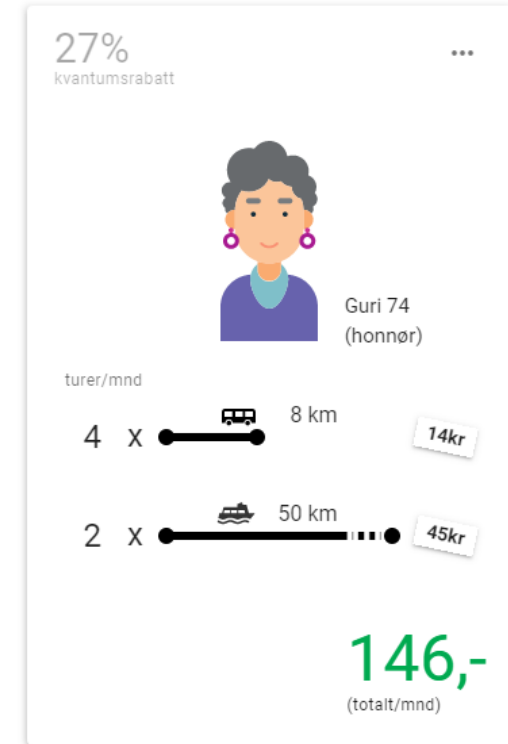 27%
kvantumsrabatt
Guri 74
(honnør)
turer/mnd
4 x 8 km 14kr
2 x 50 km 45kr
146,-
(totalt/mnd)